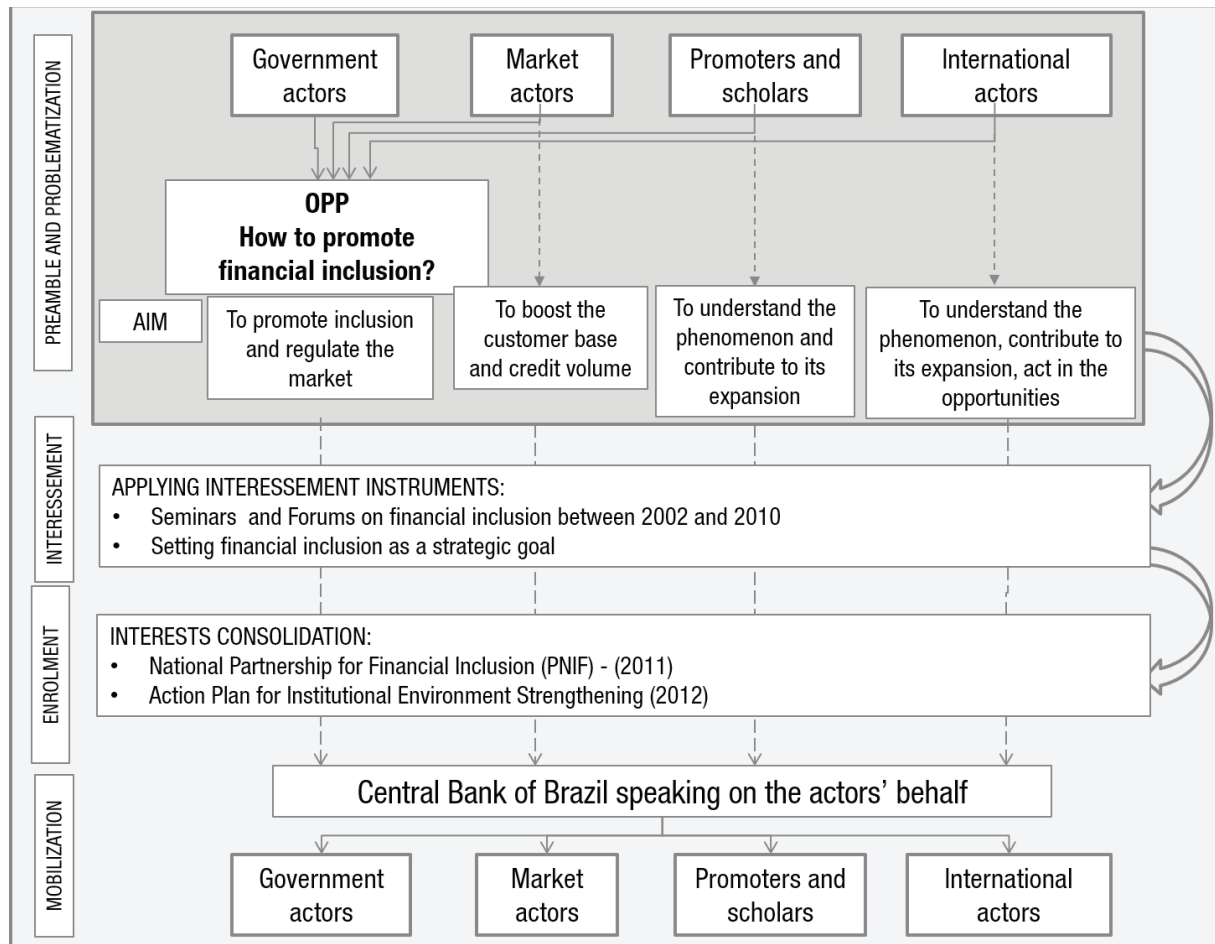 PREAMBLE AND PROBLEMATIZATION
Government
actors
Market
actors
Promoters and
scholars
International
actors
OPP
How to promote
financial inclusion?
AIM
To promote inclusion
and regulate the
market
To boost the
customer base
and credit volume
To understand the
phenomenon and
contribute to its
expansion
To understand the
phenomenon, contribute to
its expansion, act in the
opportunities
INTERESSEMENT
APPLYING INTERESSEMENT INSTRUMENTS:
• Seminars and Forums on financial inclusion between 2002 and 2010
• Setting financial inclusion as a strategic goal
ENROLMENT
INTERESTS CONSOLIDATION:
• National Partnership for Financial Inclusion (PNIF) - (2011)
• Action Plan for Institutional Environment Strengthening (2012)
MOBILIZATION
Central Bank of Brazil speaking on the actors’ behalf
Government
actors
Market
actors
Promoters and
scholars
International
actors